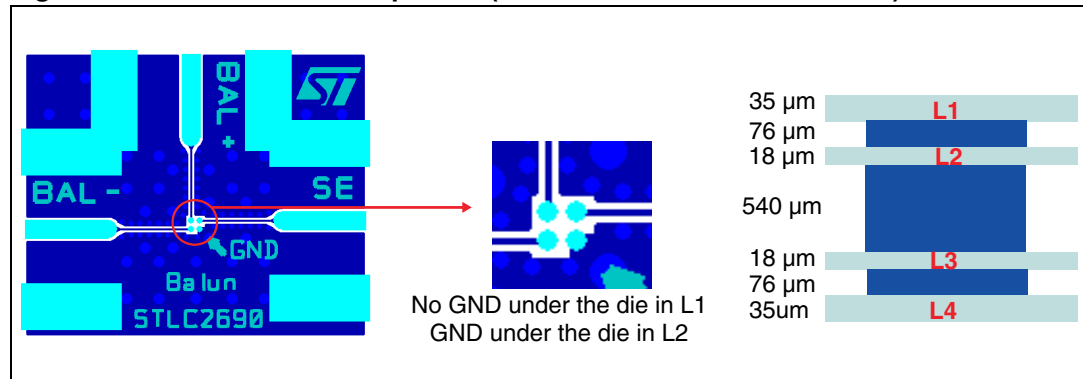 ST
BAL +
BAL -
SE
GND
Balun
STLC2690
No GND under the die in L1
GND under the die in L2
35 µm
L1
76 µm
18 µm
L2
540 µm
18 µm
L3
76 µm
35um
L4